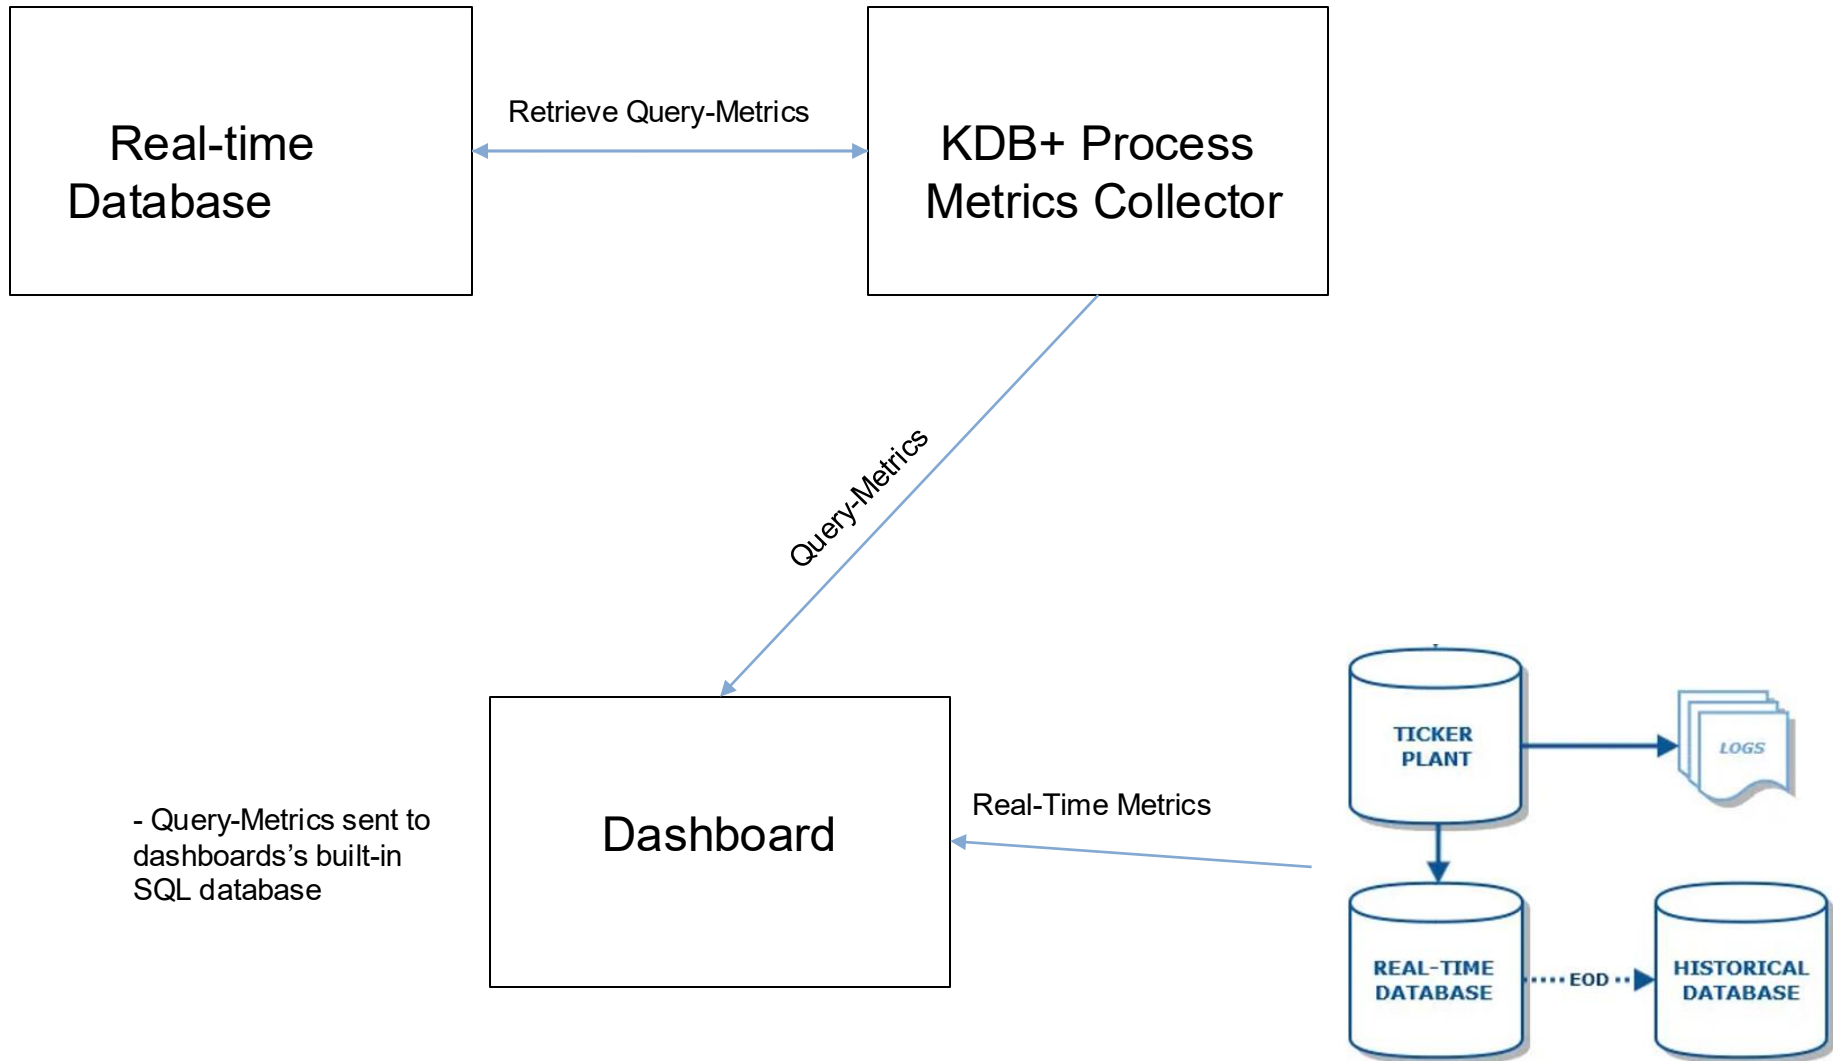 Retrieve Query-Metrics
Real-time
Database
KDB+ Process
Metrics Collector
Query-Metrics
Dashboard
- Query-Metrics sent to
dashboards's built-in
SQL database
Real-Time Metrics
TICKER
PLANT
LOGS
REAL-TIME
DATABASE
EOD
HISTORICAL
DATABASE